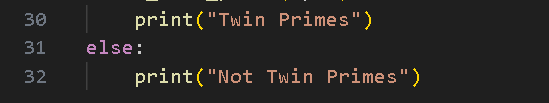 30 print("Twin Primes")
31 else:
32 print("Not Twin Primes")